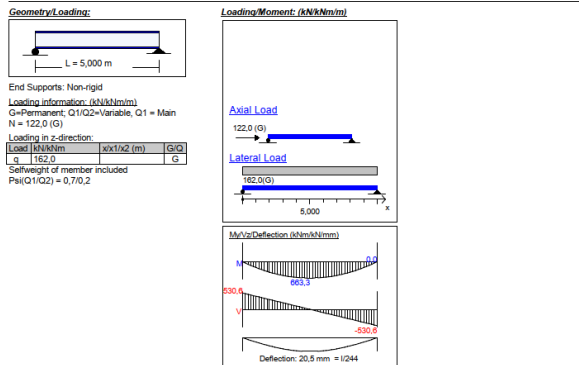 Geometry/Loading:
L = 5,000 m
End Supports: Non-rigid
Loading information: (kN/kNm/m)
G=Permanent; Q1/Q2=Variable, Q1 = Main
N = 122,0 (G)
Loading in z-direction:
Load kN/kNm x/x1/x2 (m) G/Q
q 162,0 G
Selfweight of member included
Psi(Q1/Q2) = 0,7/0,2
Loading/Moment: (kN/kNm/m)
Axial Load
122,0 (G)
Lateral Load
162,0(G)
5,000 x
My/Vz/Deflection (kNm/kN/mm)
M 0,0
663,3
530,6
V
-530,6
Deflection: 20,5 mm = l/244